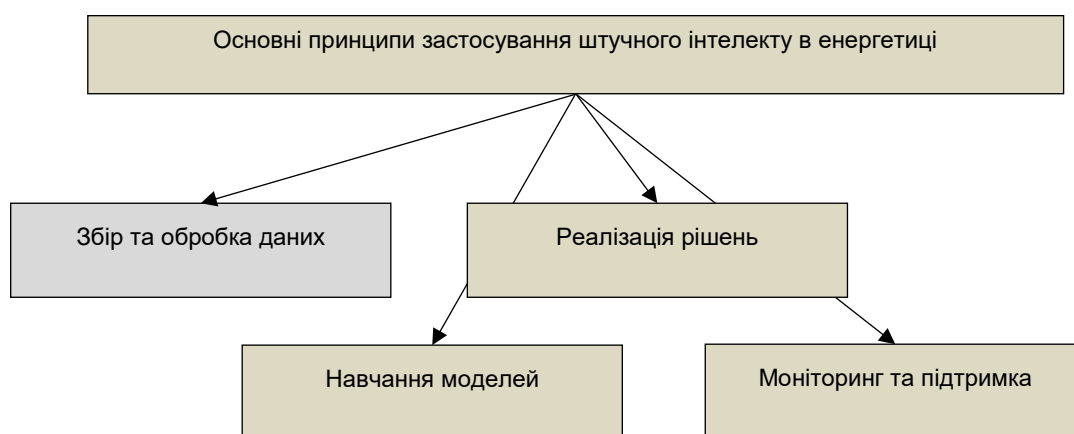 Основні принципи застосування штучного інтелекту в енергетиці
Збір та обробка даних
Реалізація рішень
Навчання моделей
Моніторинг та підтримка